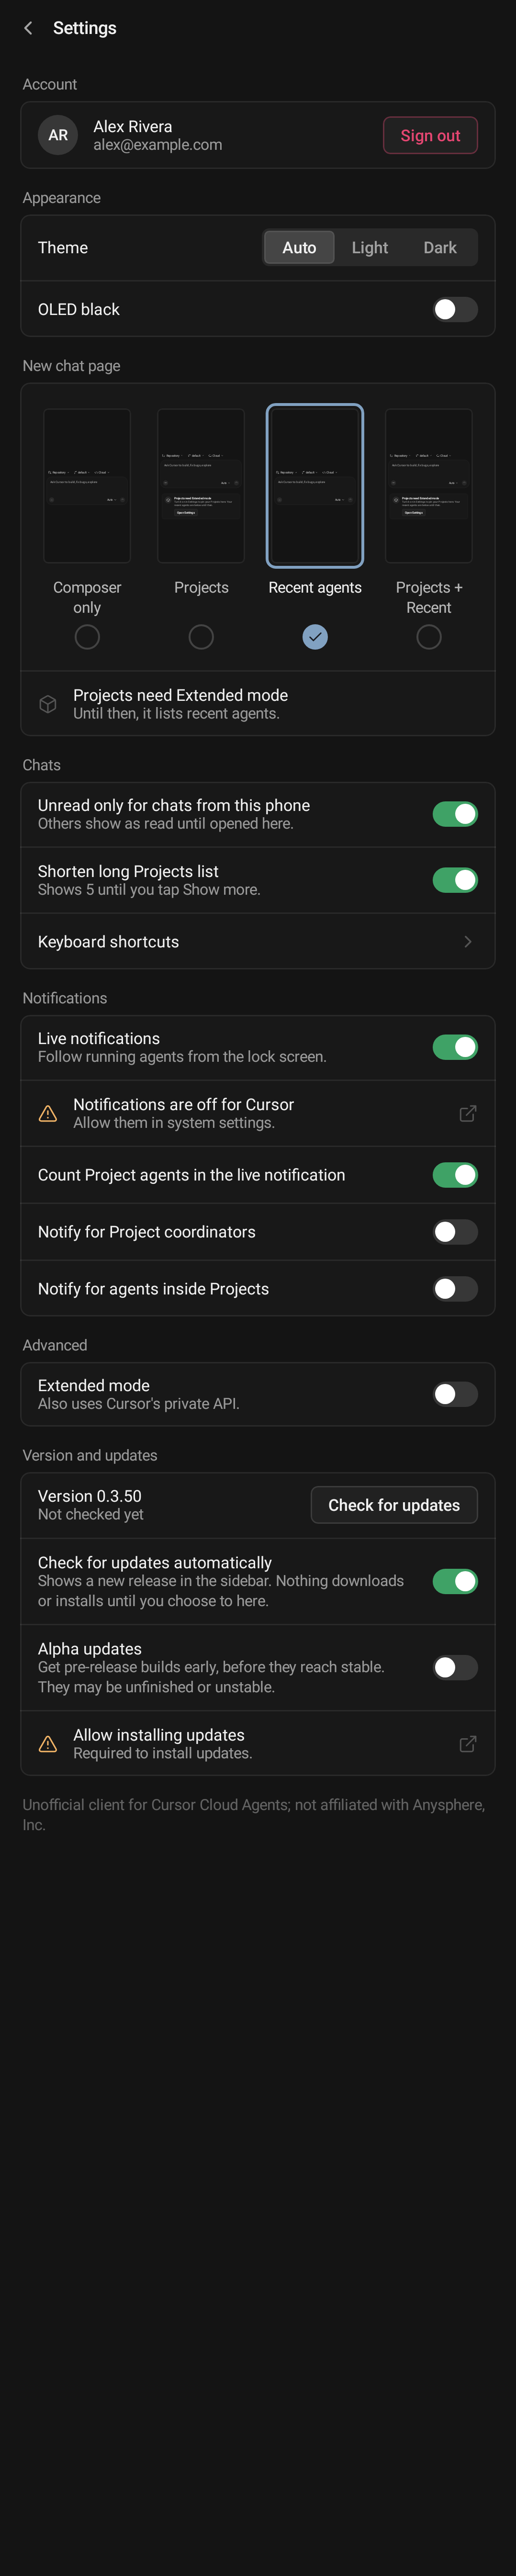 Settings
Account
AR
Alex Rivera
alex@example.com
Sign out
Appearance
Theme
Auto
Light
Dark
OLED black
New chat page
Composer
only
Projects
Recent agents
Projects +
Recent
Projects need Extended mode
Until then, it lists recent agents.
Chats
Unread only for chats from this phone
Others show as read until opened here.
Shorten long Projects list
Shows 5 until you tap Show more.
Keyboard shortcuts
Notifications
Live notifications
Follow running agents from the lock screen.
Notifications are off for Cursor
Allow them in system settings.
Count Project agents in the live notification
Notify for Project coordinators
Notify for agents inside Projects
Advanced
Extended mode
Also uses Cursor's private API.
Version and updates
Version 0.3.50
Not checked yet
Check for updates
Check for updates automatically
Shows a new release in the sidebar. Nothing downloads
or installs until you choose to here.
Alpha updates
Get pre-release builds early, before they reach stable.
They may be unfinished or unstable.
Allow installing updates
Required to install updates.
Unofficial client for Cursor Cloud Agents; not affiliated with Anysphere,
Inc.